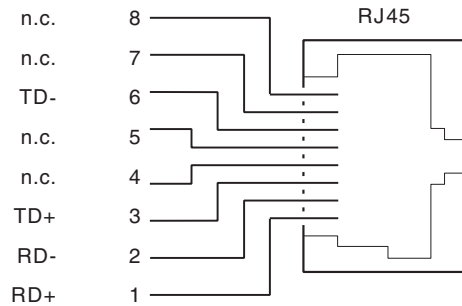 RJ45
n.c. 8
n.c. 7
TD- 6
n.c. 5
n.c. 4
TD+ 3
RD- 2
RD+ 1